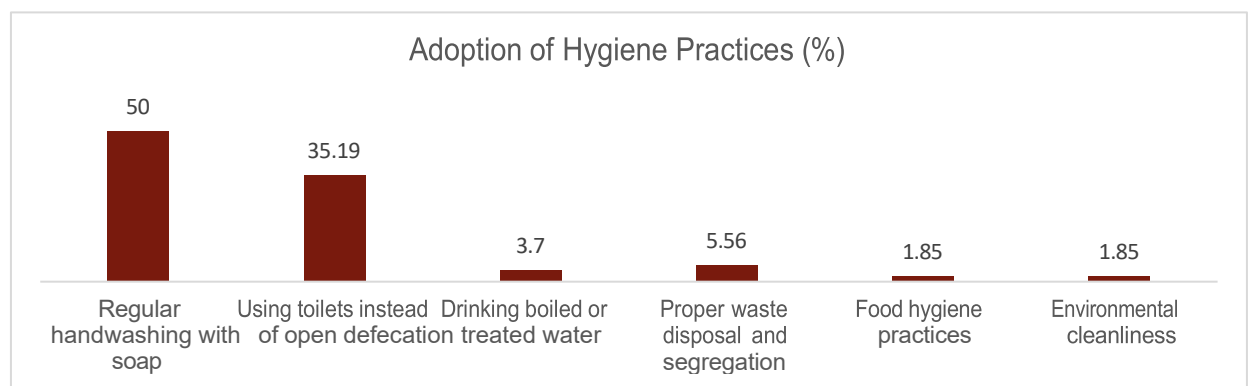 Adoption of Hygiene Practices (%)
50
35.19
3.7
5.56
1.85
1.85
Regular
handwashing with
soap
Using toilets instead
of open defecation
Drinking boiled or
treated water
Proper waste
disposal and
segregation
Food hygiene
practices
Environmental
cleanliness